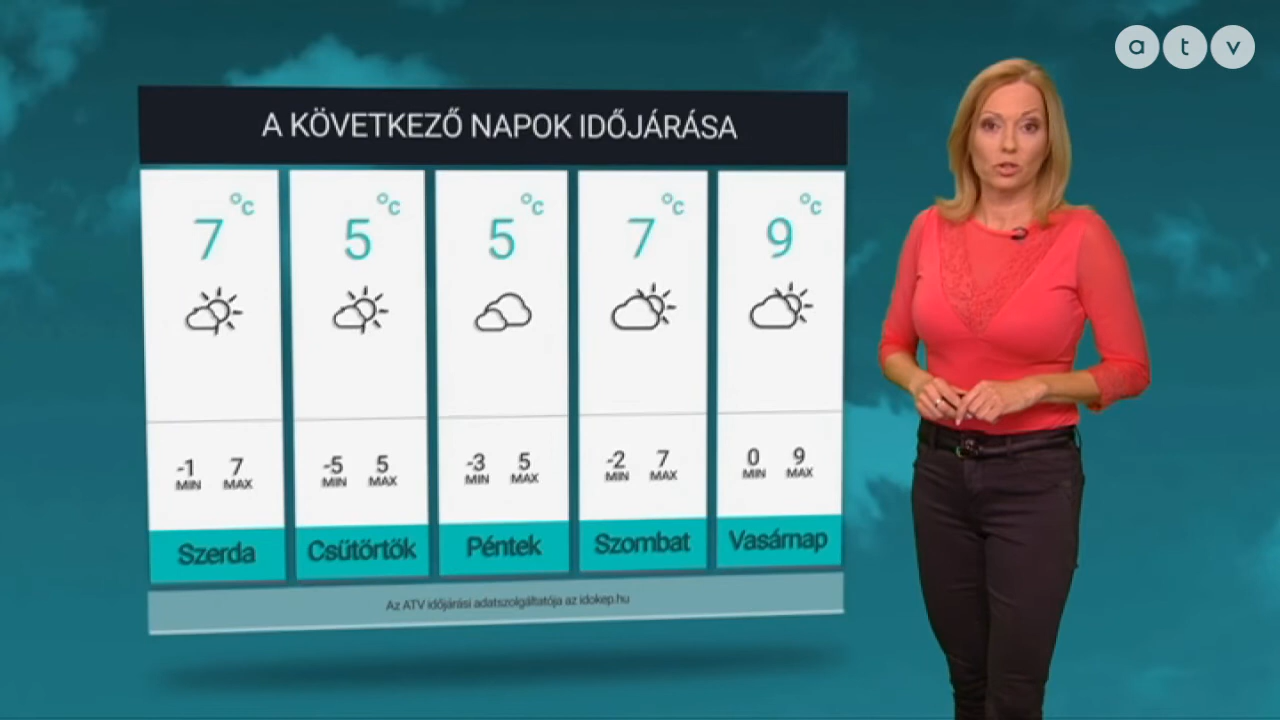 a t v
A KÖVETKEZŐ NAPOK IDŐJÁRÁSA
7 °C 5 °C 5 °C 7 °C 9 °C
-1 7 -5 5 -3 5 -2 7 0 9
MIN MAX MIN MAX MIN MAX MIN MAX MIN MAX
Szerda Csütörtök Péntek Szombat Vasárnap
Az ATV időjárási adatszolgáltatója az idokep.hu